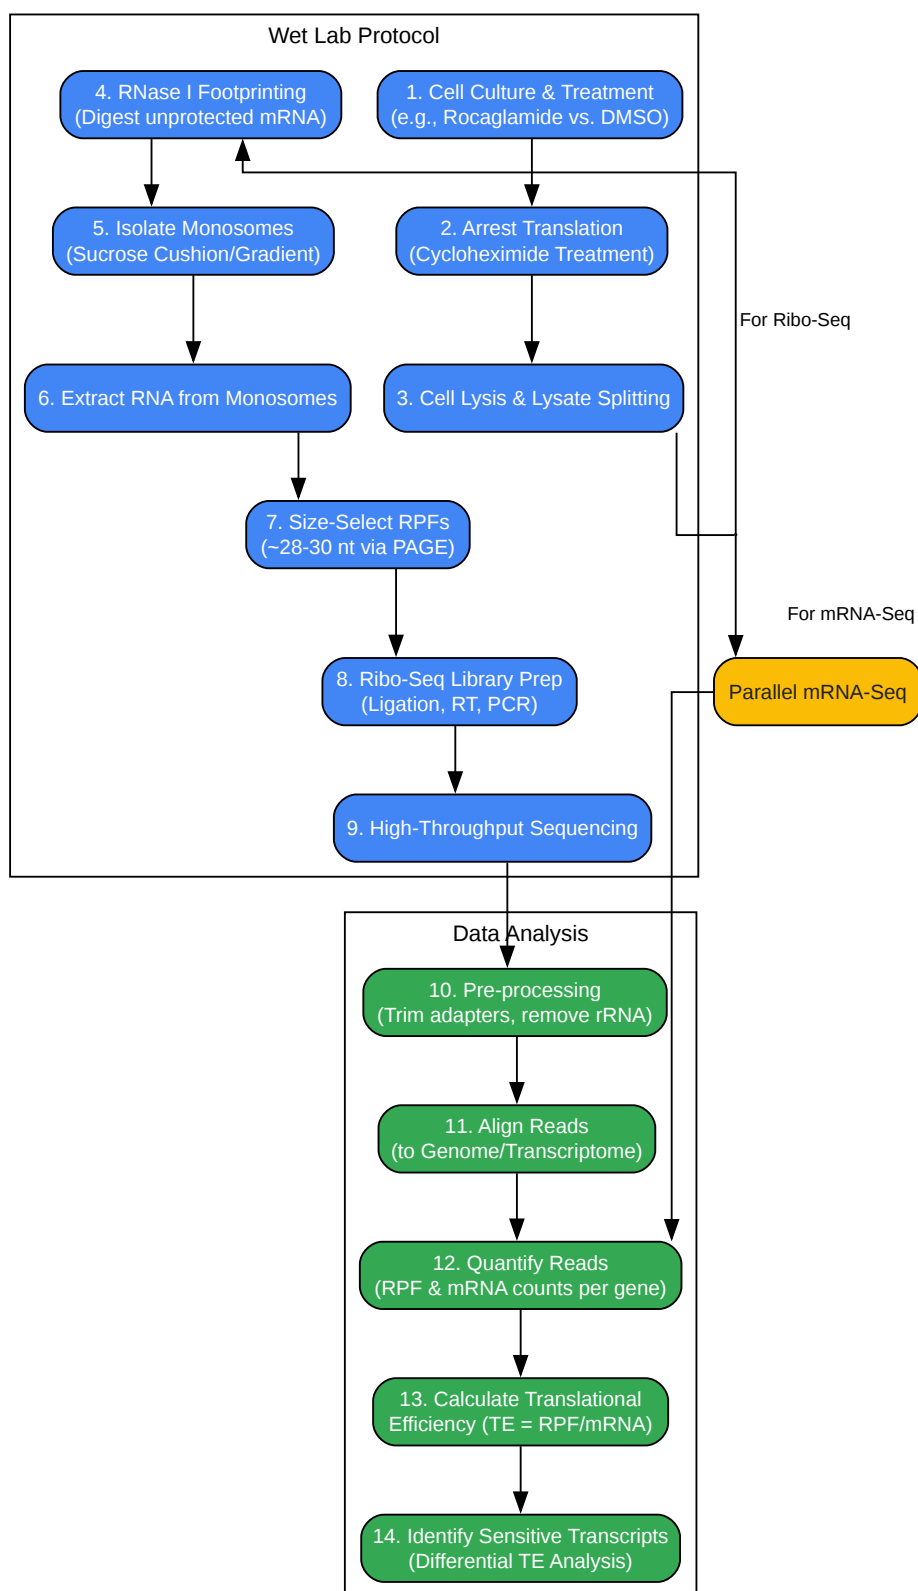 Wet Lab Protocol
4. RNase I Footprinting
(Digest unprotected mRNA)
1. Cell Culture & Treatment
(e.g., Rocaglamide vs. DMSO)
5. Isolate Monosomes
(Sucrose Cushion/Gradient)
2. Arrest Translation
(Cycloheximide Treatment)
For Ribo-Seq
6. Extract RNA from Monosomes
3. Cell Lysis & Lysate Splitting
7. Size-Select RPFs
(~28-30 nt via PAGE)
For mRNA-Seq
8. Ribo-Seq Library Prep
(Ligation, RT, PCR)
Parallel mRNA-Seq
9. High-Throughput Sequencing
Data Analysis
10. Pre-processing
(Trim adapters, remove rRNA)
11. Align Reads
(to Genome/Transcriptome)
12. Quantify Reads
(RPF & mRNA counts per gene)
13. Calculate Translational
Efficiency (TE = RPF/mRNA)
14. Identify Sensitive Transcripts
(Differential TE Analysis)